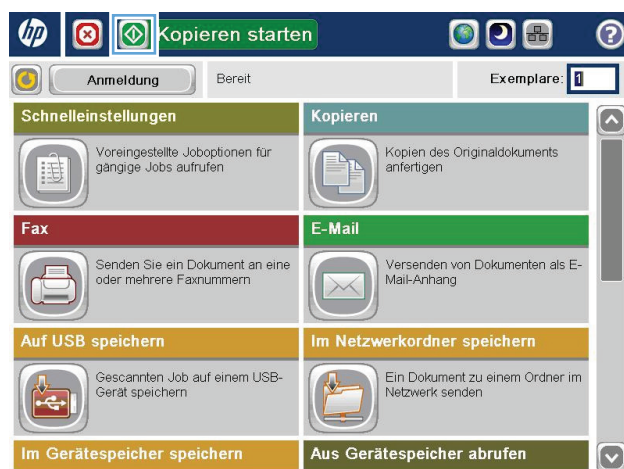 hp
Kopieren starten
?
Anmeldung
Bereit
Exemplare: 1
Schnelleinstellungen
Voreingestellte Joboptionen für
gängige Jobs aufrufen
Kopieren
Kopien des Originaldokuments
anfertigen
Fax
Senden Sie ein Dokument an eine
oder mehrere Faxnummern
E-Mail
Versenden von Dokumenten als E-
Mail-Anhang
Auf USB speichern
Gescannten Job auf einem USB-
Gerät speichern
Im Netzwerkordner speichern
Ein Dokument zu einem Ordner im
Netzwerk senden
Im Gerätespeicher speichern
Aus Gerätespeicher abrufen